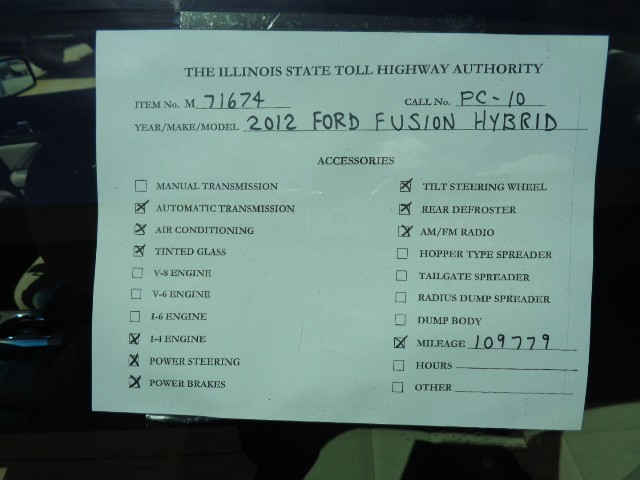 THE ILLINOIS STATE TOLL HIGHWAY AUTHORITY
ITEM No. M 71674 CALL No. PC-10
YEAR/MAKE/MODEL 2012 FORD FUSION HYBRID
ACCESSORIES
MANUAL TRANSMISSION
AUTOMATIC TRANSMISSION
AIR CONDITIONING
TINTED GLASS
V-8 ENGINE
V-6 ENGINE
I-6 ENGINE
I-4 ENGINE
POWER STEERING
POWER BRAKES
TILT STEERING WHEEL
REAR DEFROSTER
AM/FM RADIO
HOPPER TYPE SPREADER
TAILGATE SPREADER
RADIUS DUMP SPREADER
DUMP BODY
MILEAGE 109779
HOURS
OTHER